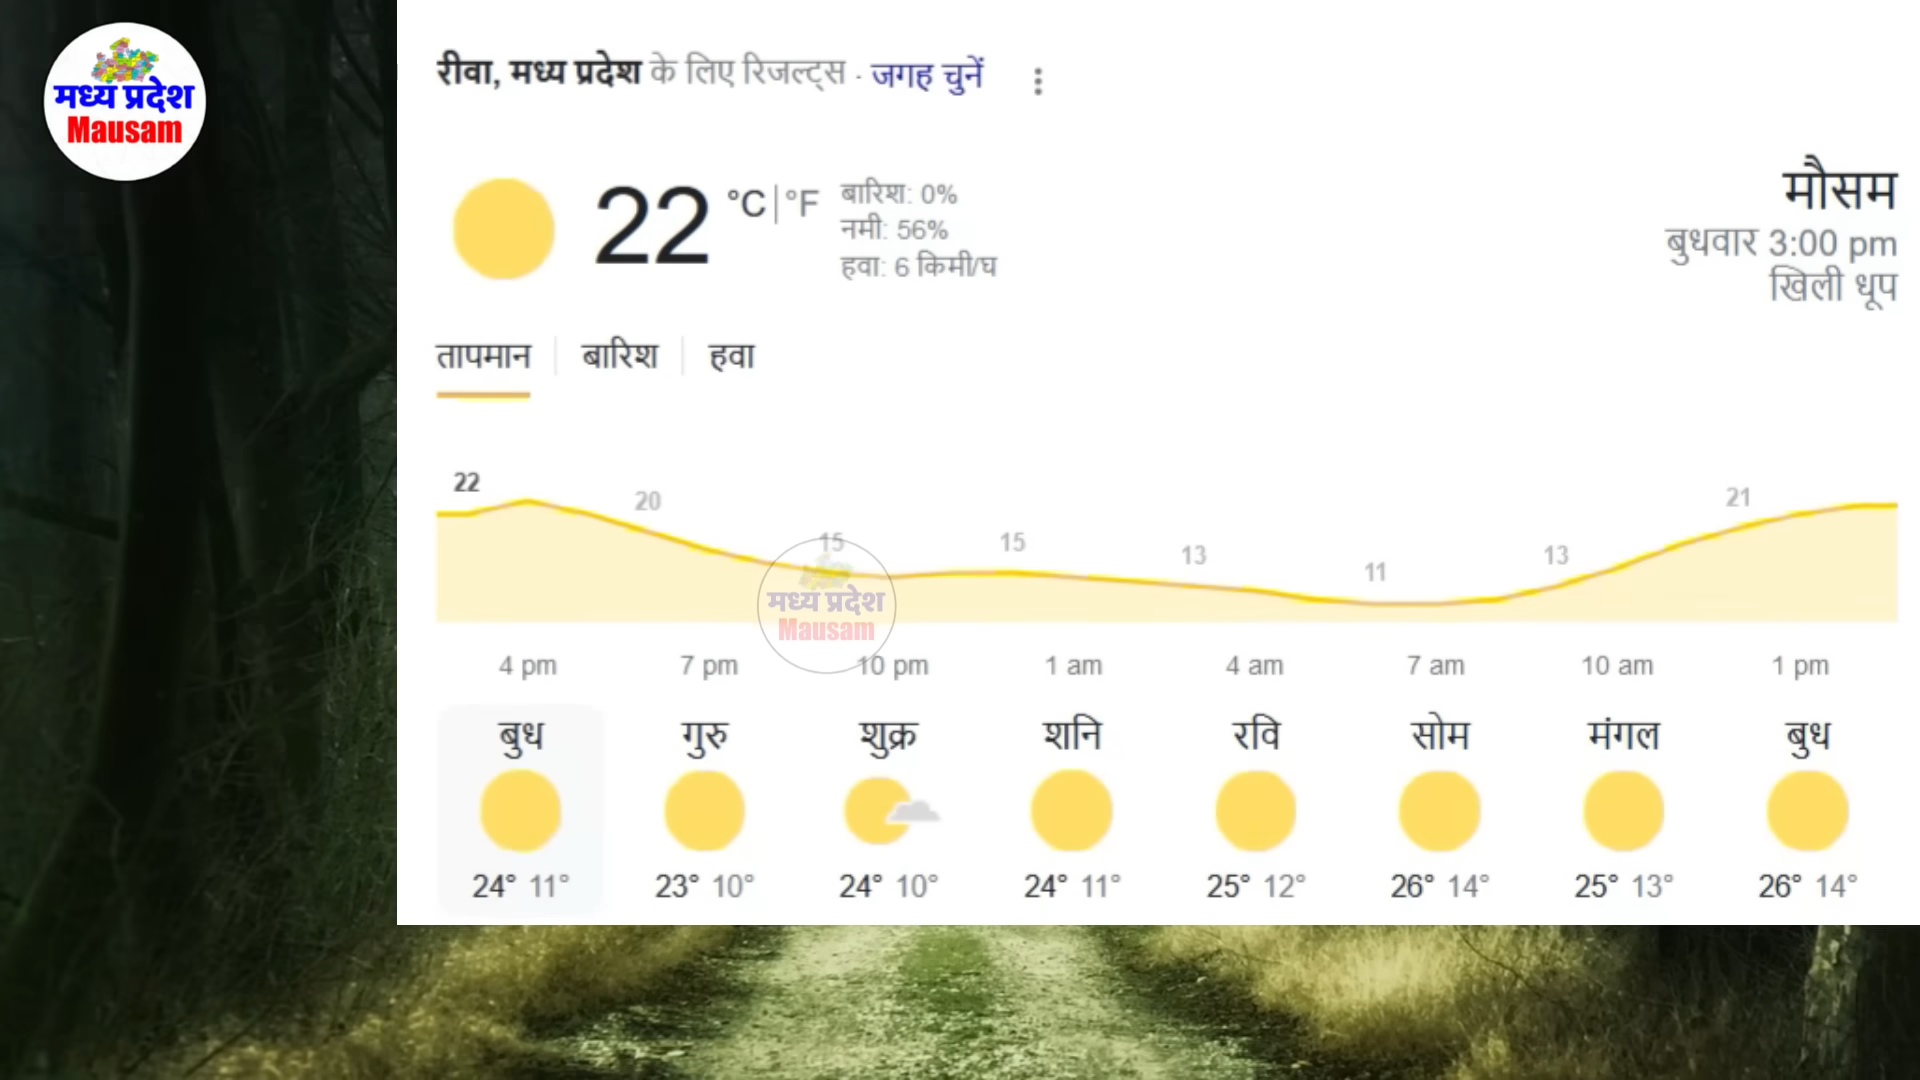 मध्य प्रदेश
Mausam
रीवा, मध्य प्रदेश के लिए रिजल्ट्स · जगह चुनें
22 °C | °F
बारिश: 0%
नमी: 56%
हवा: 6 किमी/घ
मौसम
बुधवार 3:00 pm
खिली धूप
तापमान | बारिश | हवा
22 20 15 15 13 11 13 21
मध्य प्रदेश
Mausam
4 pm 7 pm 10 pm 1 am 4 am 7 am 10 am 1 pm
बुध गुरु शुक्र शनि रवि सोम मंगल बुध
24° 11° 23° 10° 24° 10° 24° 11° 25° 12° 26° 14° 25° 13° 26° 14°